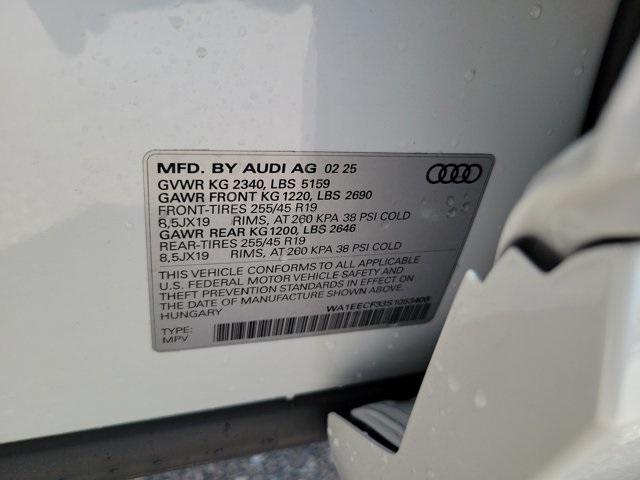 MFD. BY AUDI AG 02 25
GVWR KG 2340, LBS 5159
GAWR FRONT KG 1220, LBS 2690
FRONT-TIRES 255/45 R19
8,5JX19 RIMS, AT 260 KPA 38 PSI COLD
GAWR REAR KG1200, LBS 2646
REAR-TIRES 255/45 R19
8,5JX19 RIMS, AT 260 KPA 38 PSI COLD
THIS VEHICLE CONFORMS TO ALL APPLICABLE
U.S. FEDERAL MOTOR VEHICLE SAFETY AND
THEFT PREVENTION STANDARDS IN EFFECT ON
THE DATE OF MANUFACTURE SHOWN ABOVE.
HUNGARY
WA1EECF33S1053408
TYPE:
MPV